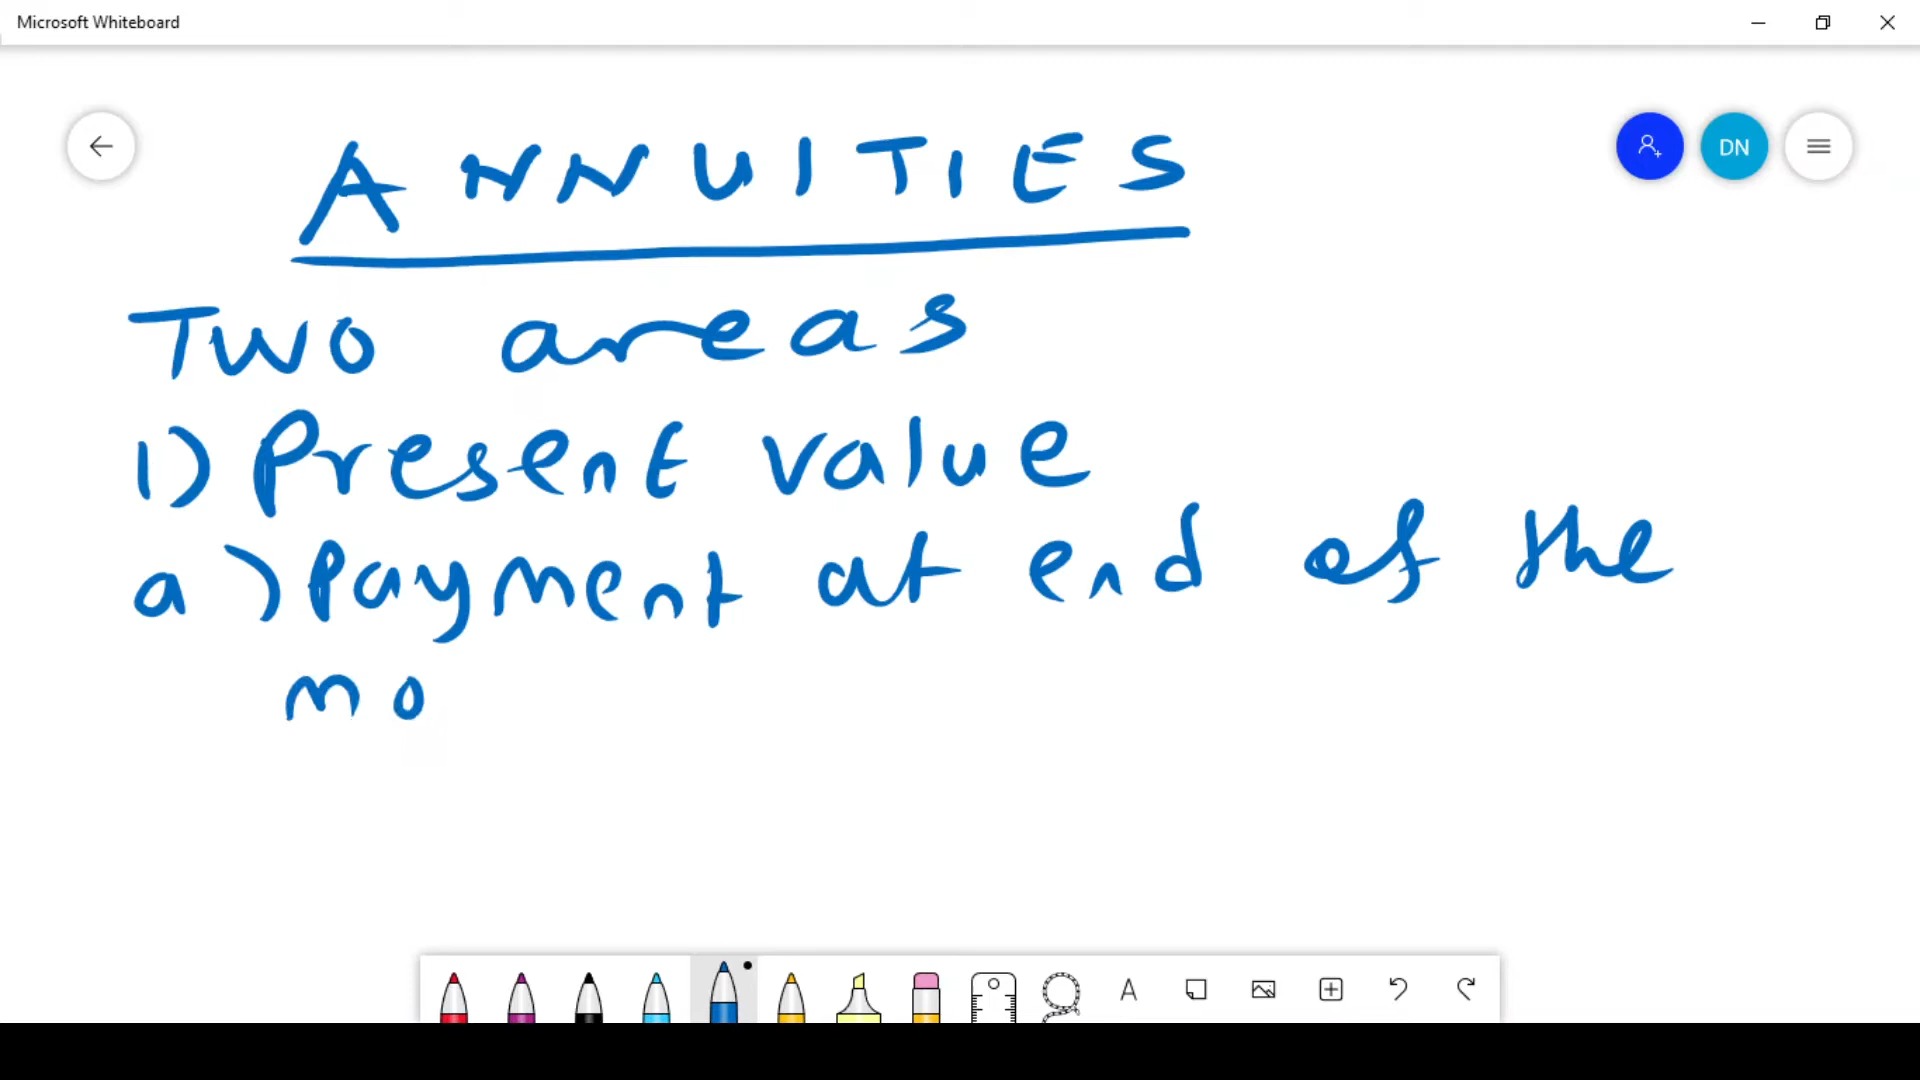 Microsoft Whiteboard
DN
ANNUITIES
Two areas
1) Present value
a) Payment at end of the
mo
A